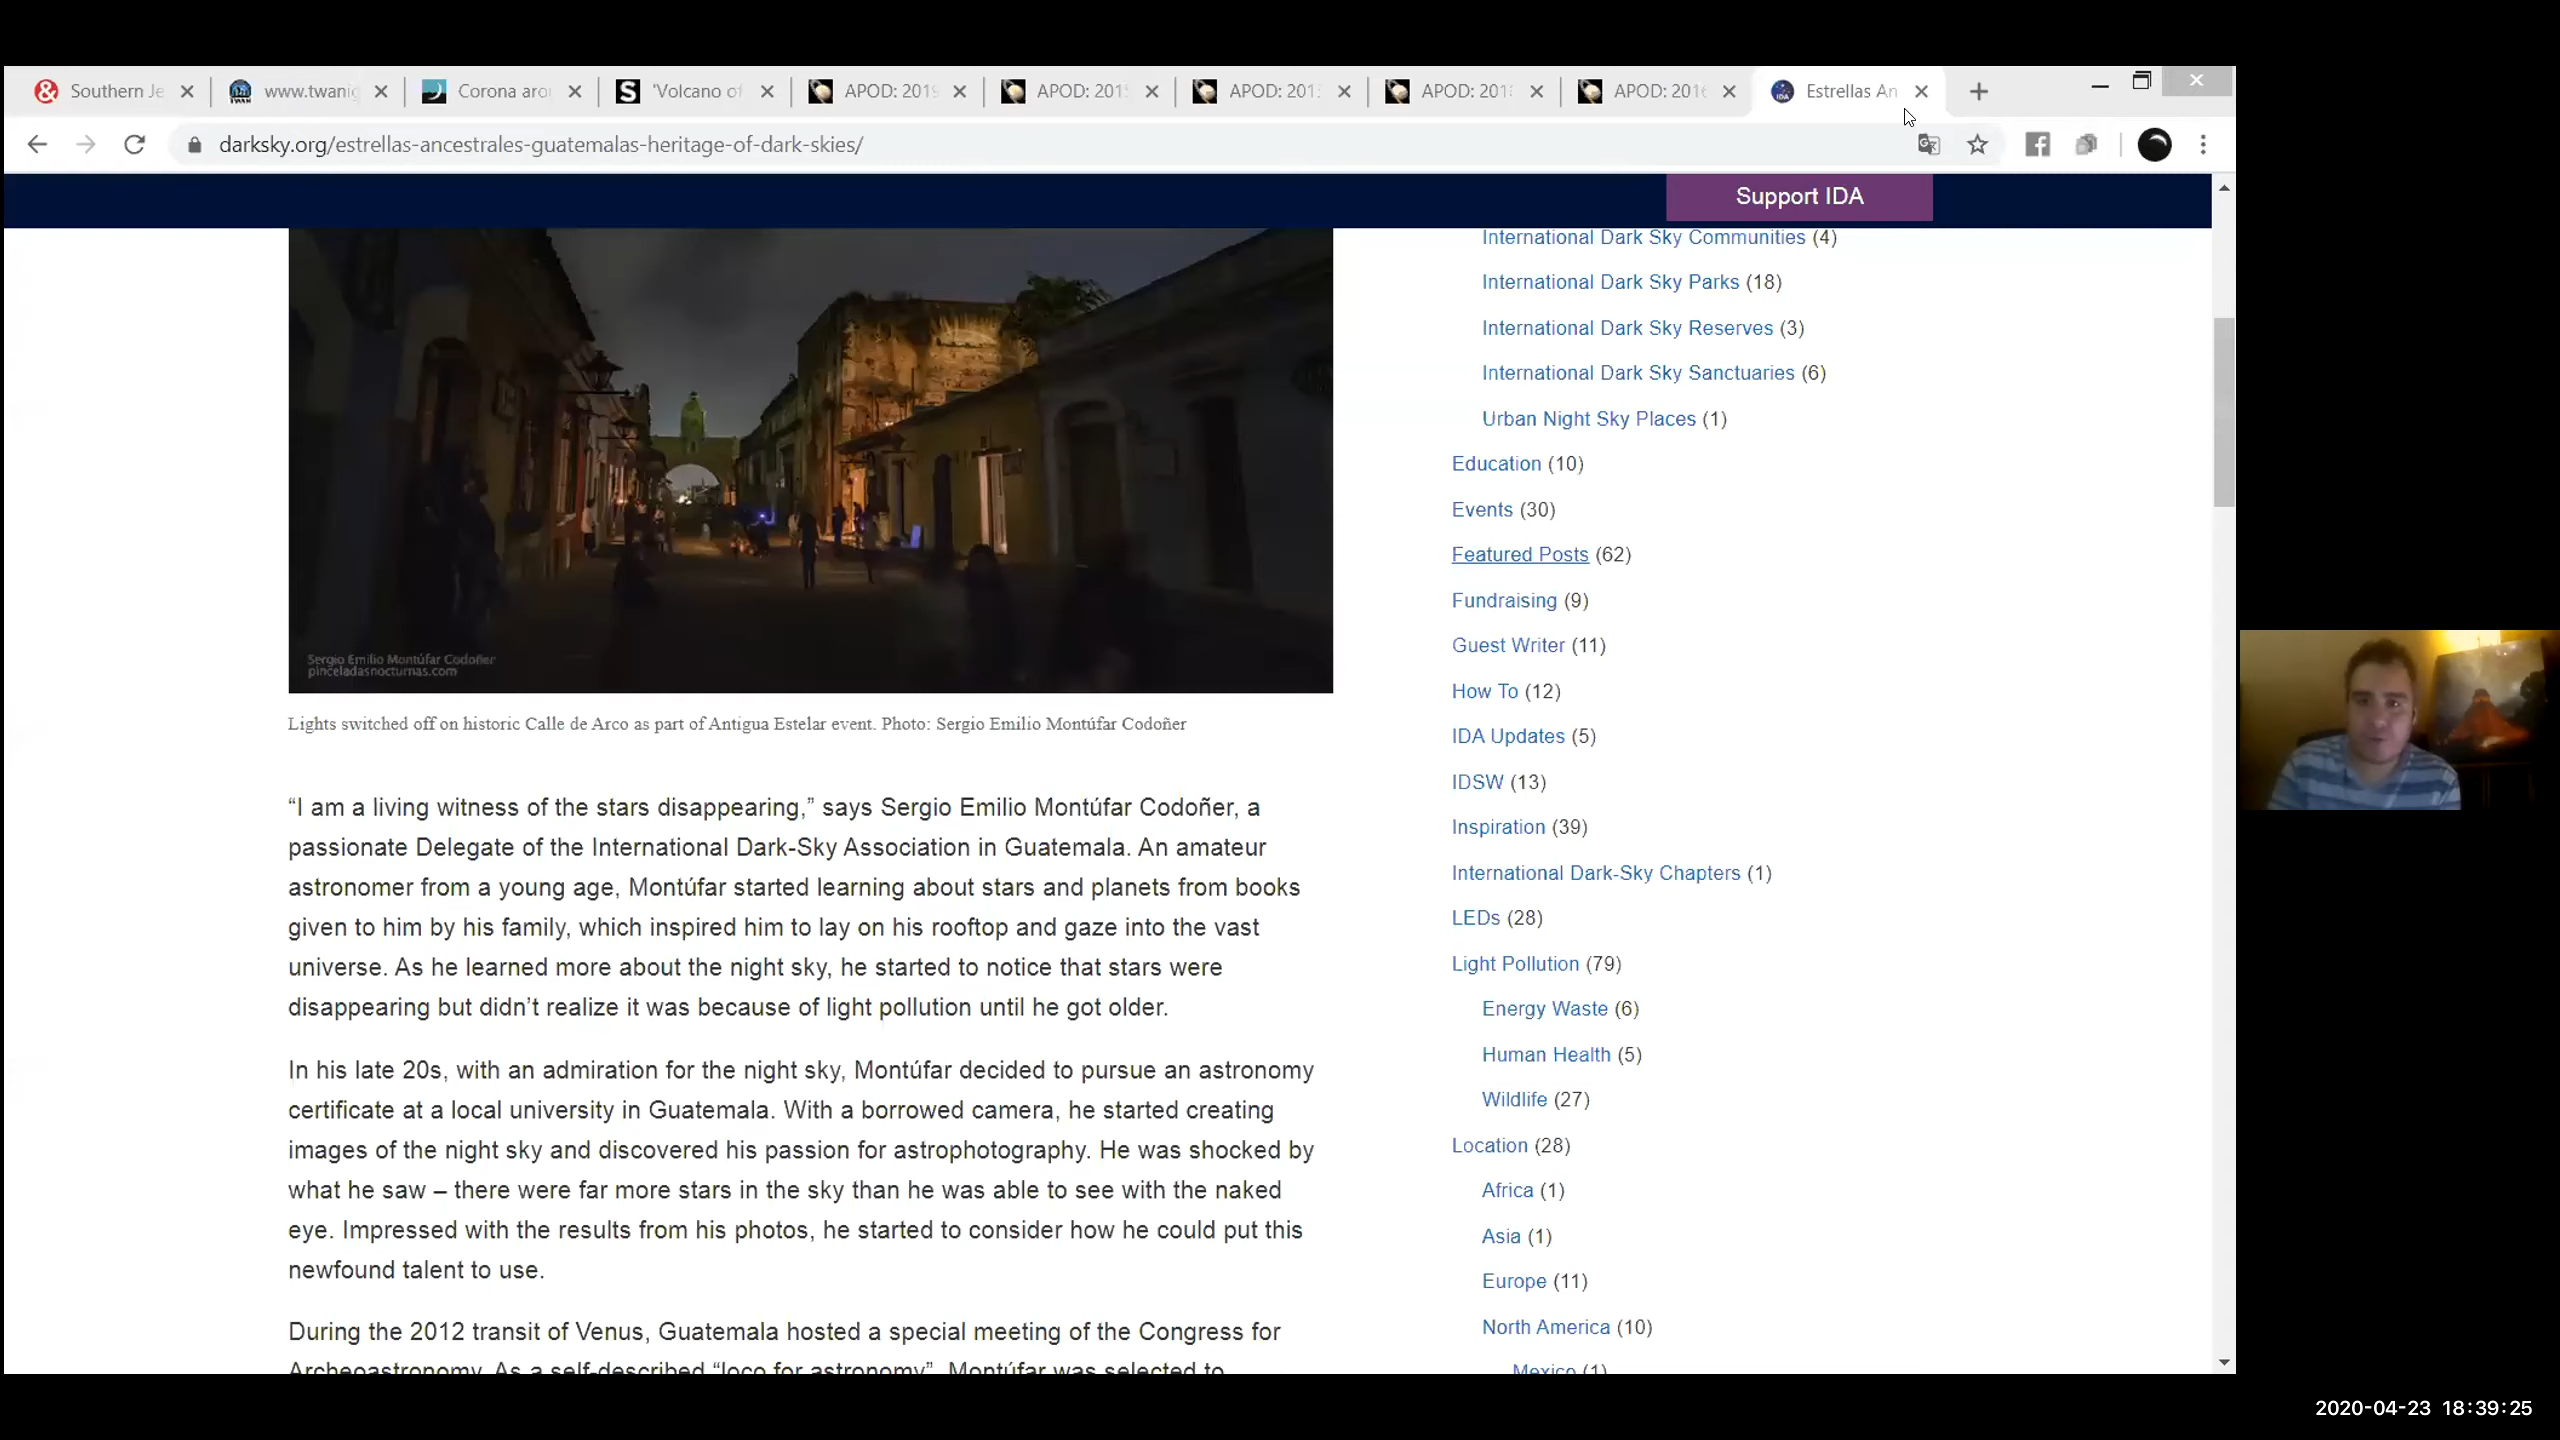 Southern Je
www.twanig
Corona aro
'Volcano of
APOD: 2019
APOD: 2015
APOD: 201
APOD: 201
APOD: 2016
Estrellas An
darksky.org/estrellas-ancestrales-guatemalas-heritage-of-dark-skies/
Support IDA
Sergio Emilio Montúfar Codoñer
pinceladasnocturnas.com
Lights switched off on historic Calle de Arco as part of Antigua Estelar event. Photo: Sergio Emilio Montúfar Codoñer
“I am a living witness of the stars disappearing,” says Sergio Emilio Montúfar Codoñer, a
passionate Delegate of the International Dark-Sky Association in Guatemala. An amateur
astronomer from a young age, Montúfar started learning about stars and planets from books
given to him by his family, which inspired him to lay on his rooftop and gaze into the vast
universe. As he learned more about the night sky, he started to notice that stars were
disappearing but didn’t realize it was because of light pollution until he got older.
In his late 20s, with an admiration for the night sky, Montúfar decided to pursue an astronomy
certificate at a local university in Guatemala. With a borrowed camera, he started creating
images of the night sky and discovered his passion for astrophotography. He was shocked by
what he saw – there were far more stars in the sky than he was able to see with the naked
eye. Impressed with the results from his photos, he started to consider how he could put this
newfound talent to use.
During the 2012 transit of Venus, Guatemala hosted a special meeting of the Congress for
Archeoastronomy. As a self-described “loco for astronomy”, Montúfar was selected to
International Dark Sky Communities (4)
International Dark Sky Parks (18)
International Dark Sky Reserves (3)
International Dark Sky Sanctuaries (6)
Urban Night Sky Places (1)
Education (10)
Events (30)
Featured Posts (62)
Fundraising (9)
Guest Writer (11)
How To (12)
IDA Updates (5)
IDSW (13)
Inspiration (39)
International Dark-Sky Chapters (1)
LEDs (28)
Light Pollution (79)
Energy Waste (6)
Human Health (5)
Wildlife (27)
Location (28)
Africa (1)
Asia (1)
Europe (11)
North America (10)
Mexico (1)
2020-04-23 18:39:25